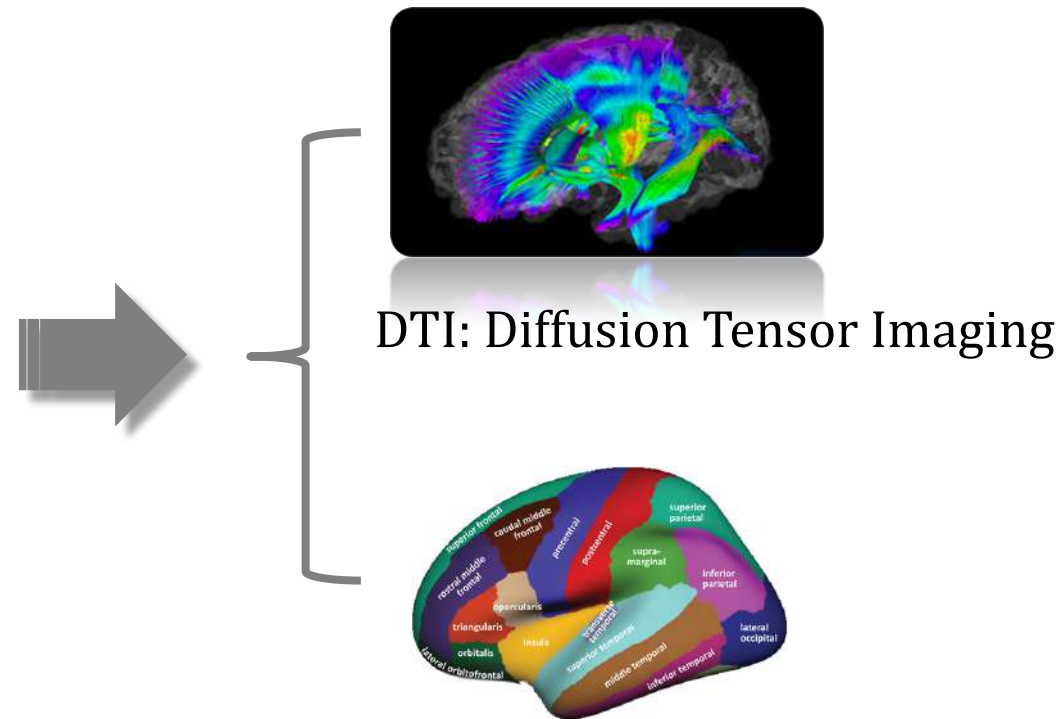 DTI: Diffusion Tensor Imaging
superior frontal
caudal middle
frontal
precentral
postcentral
superior
parietal
supra-
marginal
rostral middle
frontal
inferior
parietal
opercularis
transverse
temporal
triangularis
insula
lateral
occipital
orbitalis
superior temporal
lateral orbitofrontal
middle temporal
inferior temporal